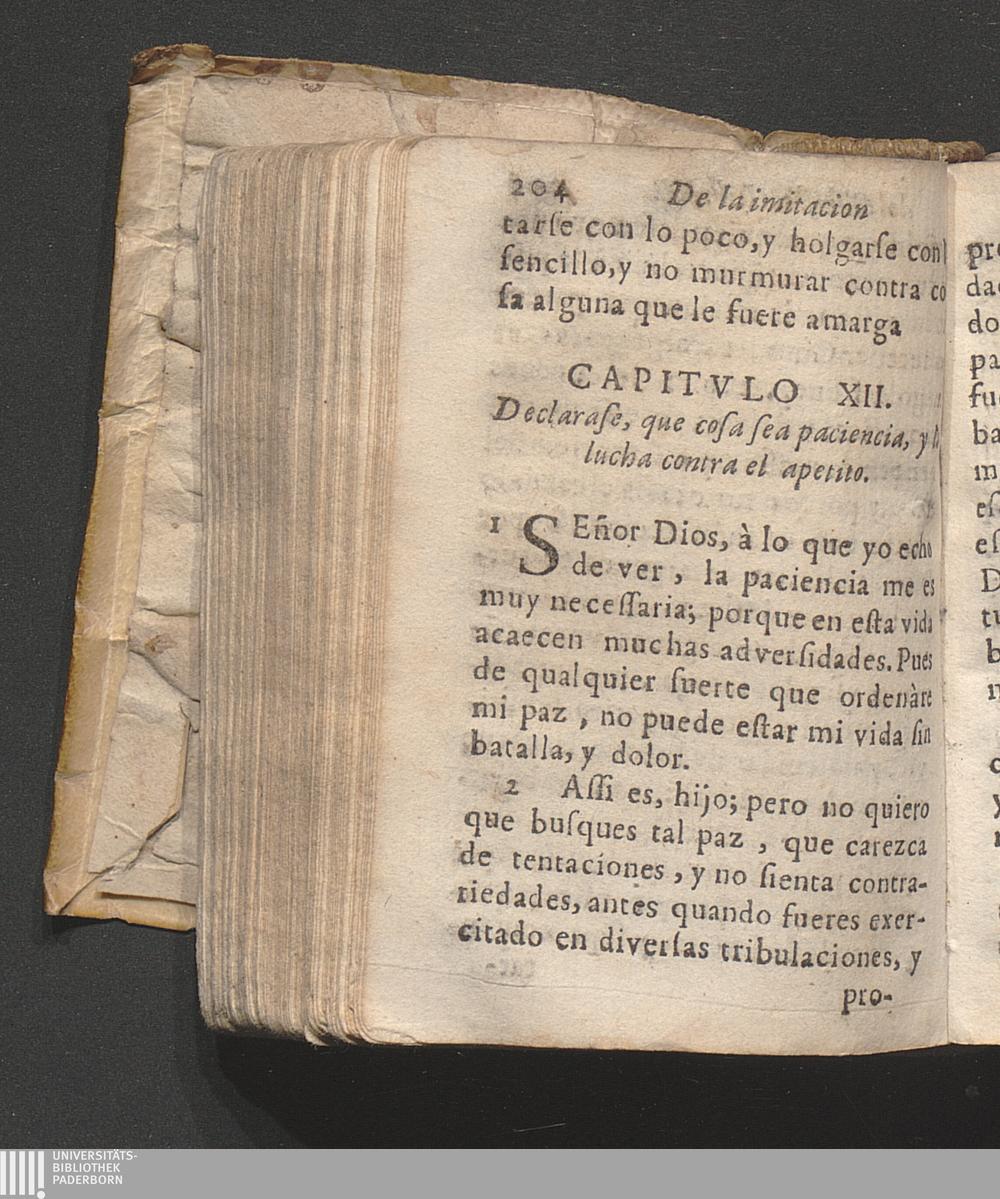 204 De la imitacion
tarſe con lo poco, y holgarſe con
ſencillo, y no murmurar contra co
ſa alguna que le fuere amarga
CAPITVLO XII.
Declaraſe, que coſa ſea paciencia, y
lucha contra el apetito.
1 SEñor Dios, à lo que yo echo
de ver, la paciencia me es
muy neceſſaria; porque en eſta vida
acaecen muchas adverſidades. Pues
de qualquier ſuerte que ordenàre
mi paz, no puede eſtar mi vida ſin
batalla, y dolor.
2 Aſſi es, hijo; pero no quiero
que buſques tal paz, que carezca
de tentaciones, y no ſienta contra-
riedades, antes quando fueres exer-
citado en diverſas tribulaciones, y
pro-
UNIVERSITÄTS-
BIBLIOTHEK
PADERBORN